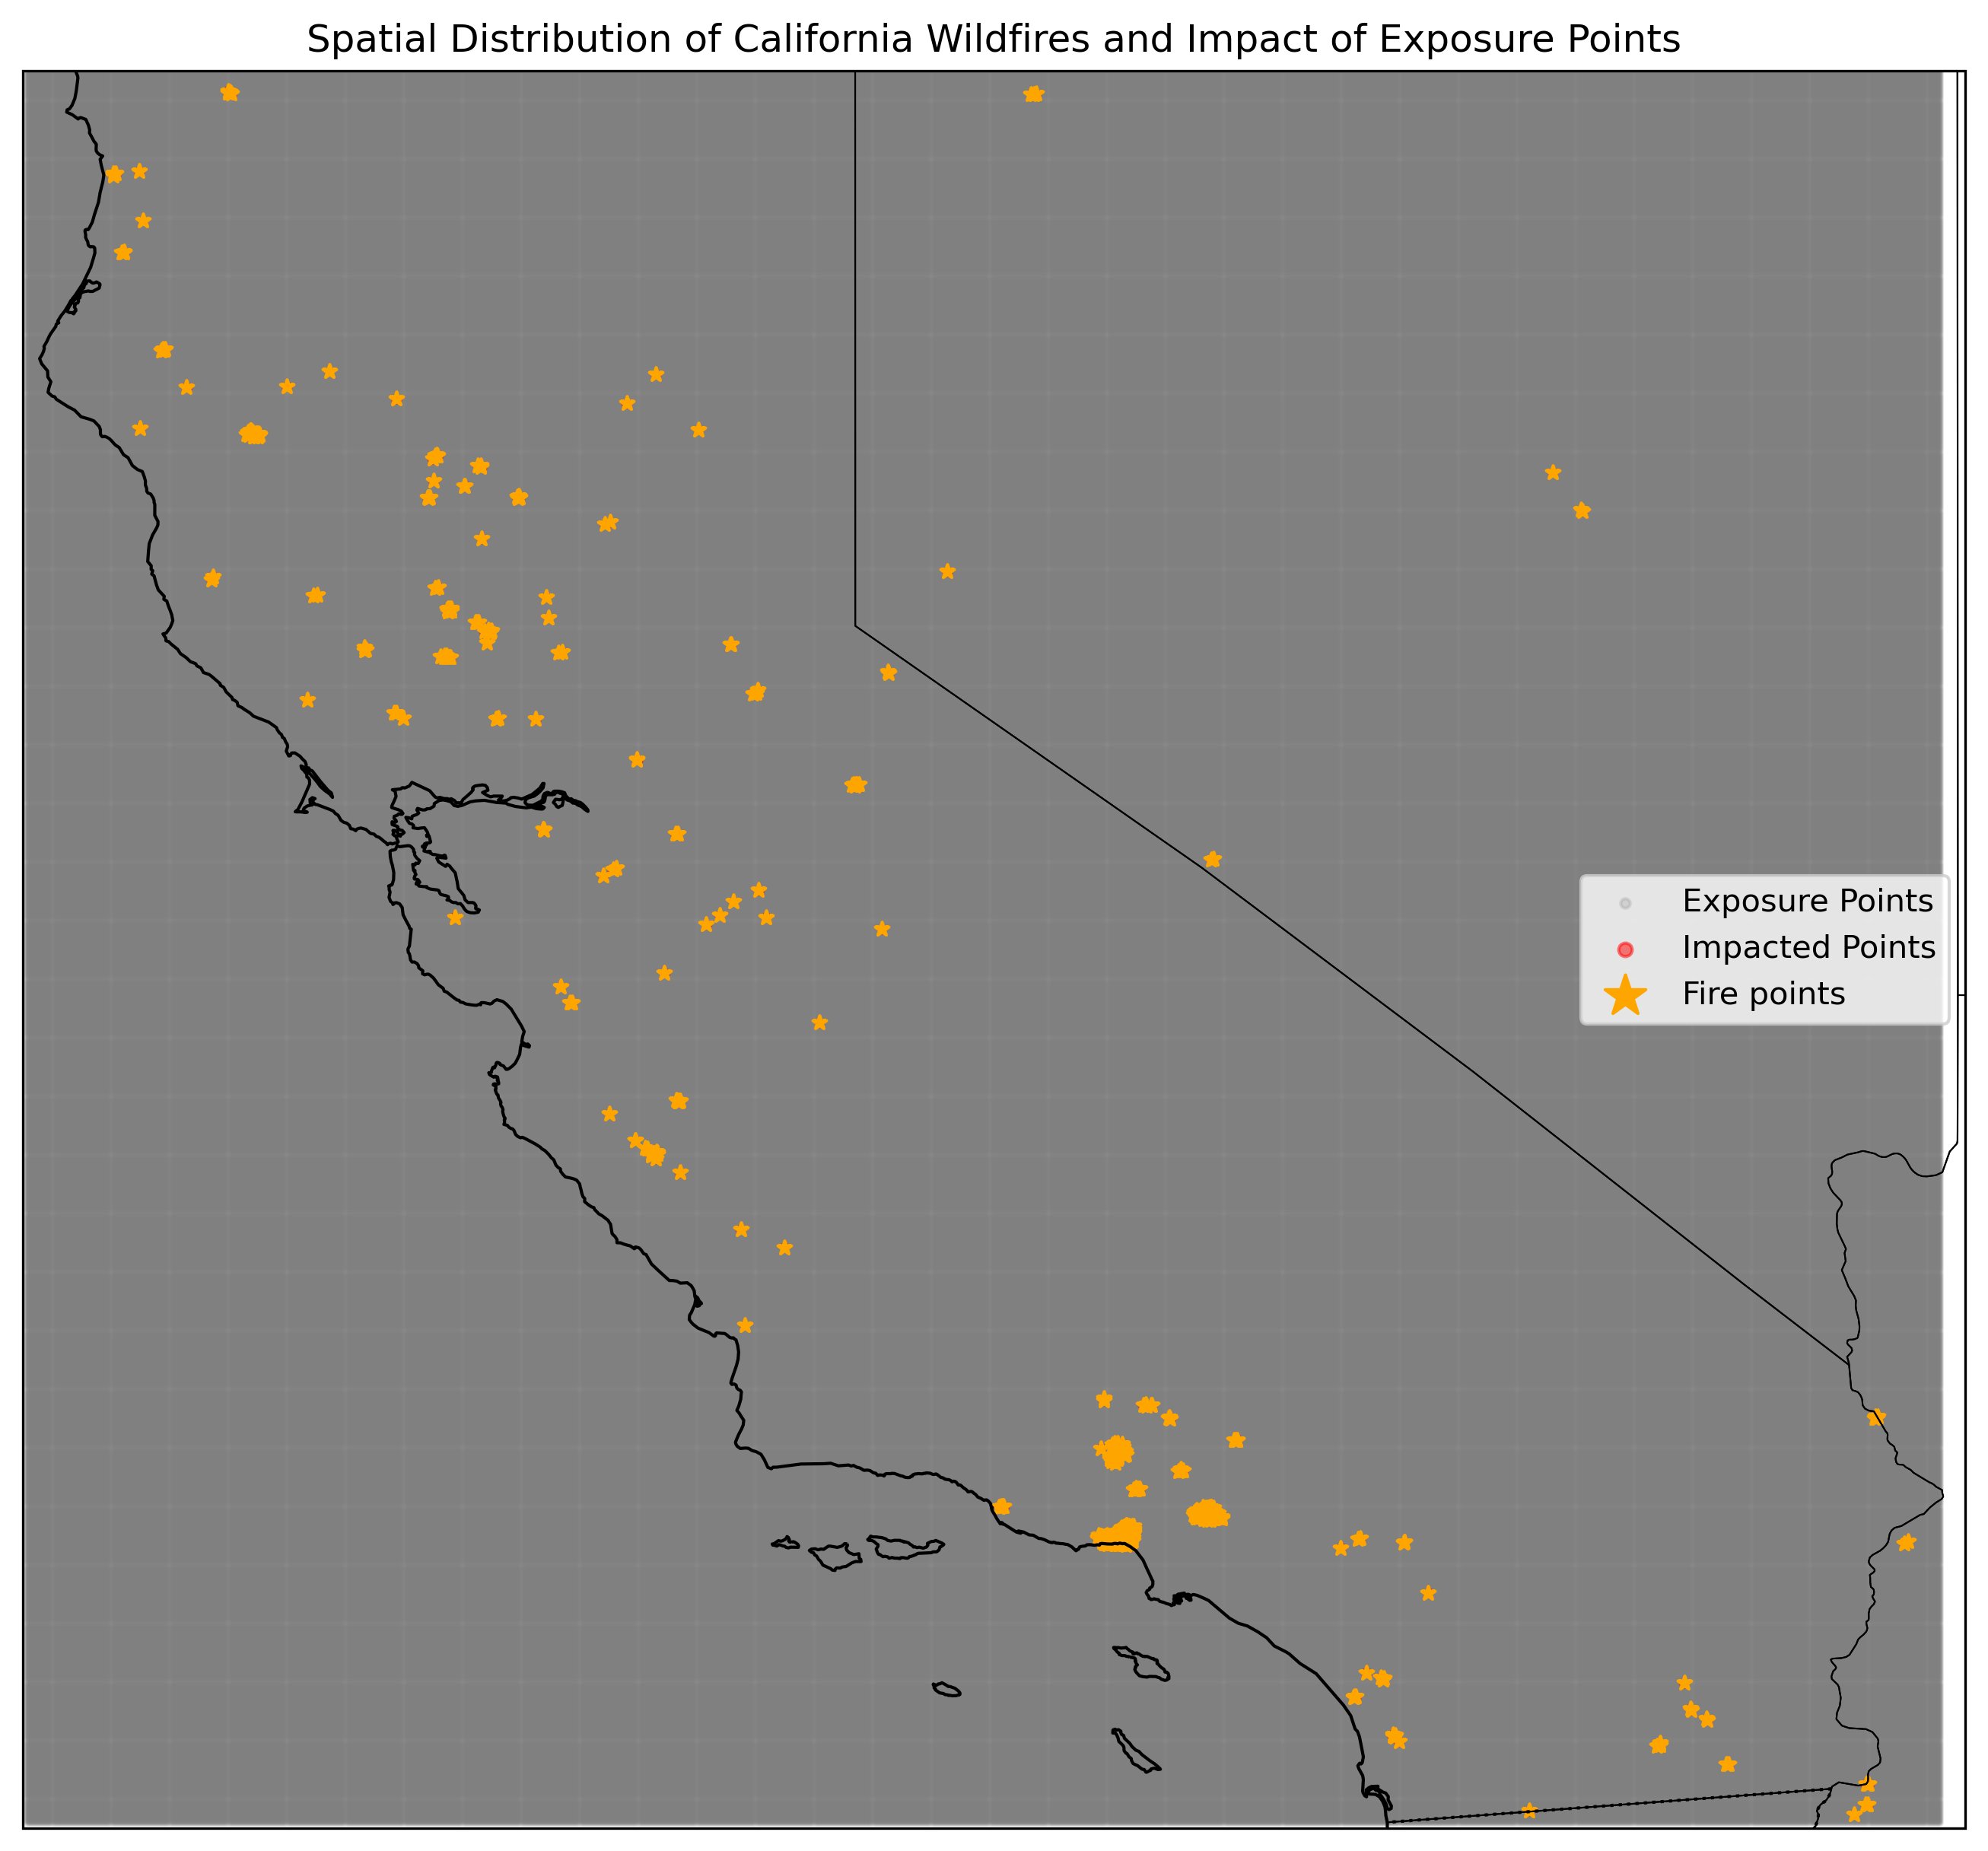 Spatial Distribution of California Wildfires and Impact of Exposure Points
Exposure Points
Impacted Points
Fire points